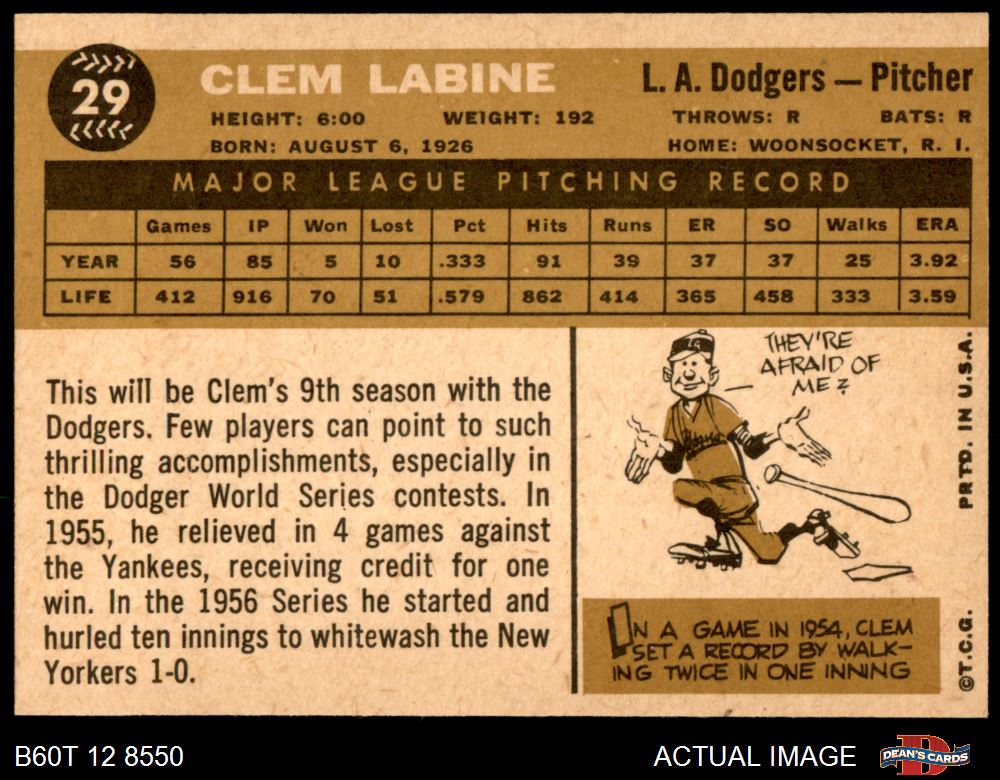 29
CLEM LABINE
L. A. Dodgers — Pitcher
HEIGHT: 6:00 WEIGHT: 192 THROWS: R BATS: R
BORN: AUGUST 6, 1926 HOME: WOONSOCKET, R. I.
MAJOR LEAGUE PITCHING RECORD
Games IP Won Lost Pct Hits Runs ER SO Walks ERA
YEAR 56 85 5 10 .333 91 39 37 37 25 3.92
LIFE 412 916 70 51 .579 862 414 365 458 333 3.59
This will be Clem's 9th season with the
Dodgers. Few players can point to such
thrilling accomplishments, especially in
the Dodger World Series contests. In
1955, he relieved in 4 games against
the Yankees, receiving credit for one
win. In the 1956 Series he started and
hurled ten innings to whitewash the New
Yorkers 1-0.
THEY'RE
AFRAID OF
ME?
LA
IN A GAME IN 1954, CLEM
SET A RECORD BY WALK-
ING TWICE IN ONE INNING
PRTD. IN U.S.A.
©T.C.G.
B60T 12 8550
ACTUAL IMAGE
DEAN'S CARDS